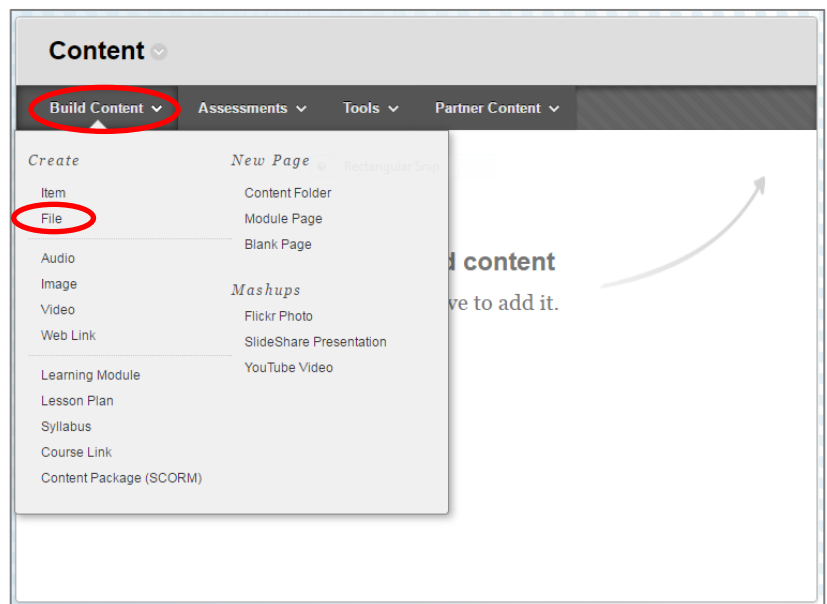 Content
Build Content Assessments Tools Partner Content
Create
Item
File
Audio
Image
Video
Web Link
Learning Module
Lesson Plan
Syllabus
Course Link
Content Package (SCORM)
New Page
Content Folder
Module Page
Blank Page
Mashups
Flickr Photo
SlideShare Presentation
YouTube Video
Rectangular Snip
content
ve to add it.